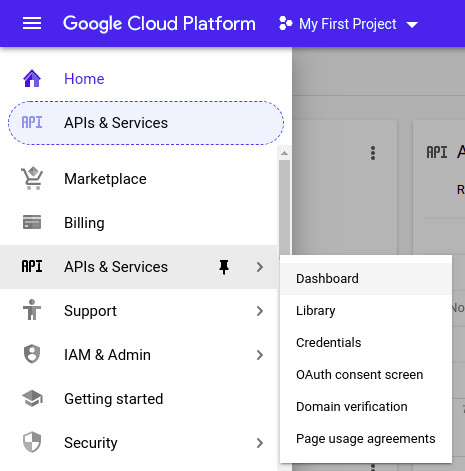 Google Cloud Platform
My First Project
Home
API APIs & Services
Marketplace
Billing
API APIs & Services
Support
IAM & Admin
Getting started
Security
Dashboard
Library
Credentials
OAuth consent screen
Domain verification
Page usage agreements
API A
R
No